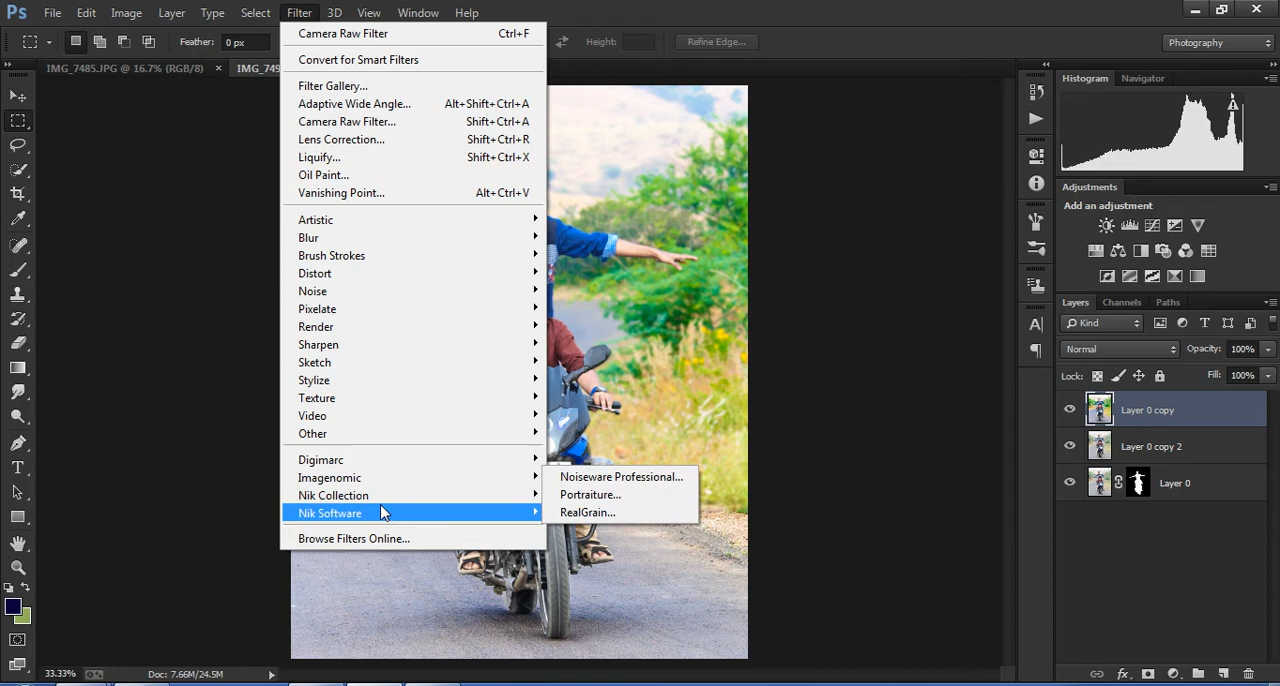 Ps File Edit Image Layer Type Select Filter 3D View Window Help
Feather: 0 px Height: Refine Edge... Photography
IMG_7485.JPG @ 16.7% (RGB/8) × IMG_749
Camera Raw Filter Ctrl+F
Convert for Smart Filters
Filter Gallery...
Adaptive Wide Angle... Alt+Shift+Ctrl+A
Camera Raw Filter... Shift+Ctrl+A
Lens Correction... Shift+Ctrl+R
Liquify... Shift+Ctrl+X
Oil Paint...
Vanishing Point... Alt+Ctrl+V
Artistic
Blur
Brush Strokes
Distort
Noise
Pixelate
Render
Sharpen
Sketch
Stylize
Texture
Video
Other
Digimarc
Imagenomic
Nik Collection
Nik Software
Browse Filters Online...
Noiseware Professional...
Portraiture...
RealGrain...
Histogram Navigator
Adjustments
Add an adjustment
Layers Channels Paths
Kind
Normal Opacity: 100%
Lock: Fill: 100%
Layer 0 copy
Layer 0 copy 2
Layer 0
33.33% Doc: 7.66M/24.5M